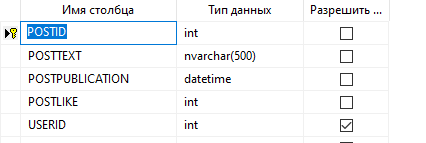 Имя столбца Тип данных Разрешить ...
POSTID int
POSTTEXT nvarchar(500)
POSTPUBLICATION datetime
POSTLIKE int
USERID int